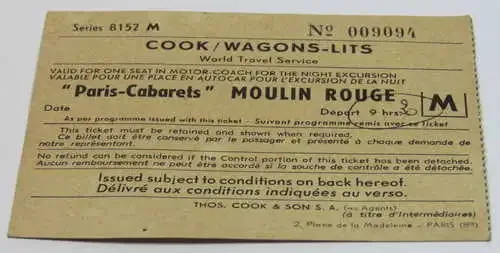 Series 8152 M Nº 009094
COOK/WAGONS-LITS
World Travel Service
VALID FOR ONE SEAT IN MOTOR-COACH FOR THE NIGHT EXCURSION
VALABLE POUR UNE PLACE EN AUTOCAR POUR L'EXCURSION DE LA NUIT
"Paris-Cabarets" MOULIN ROUGE
M
Date Départ 9 hrs
As per programme issued with this ticket - Suivant programme remis avec ce ticket
This ticket must be retained and shown when required.
Ce billet doit être conservé par le passager et présenté à chaque demande de
notre représentant.
No refund can be considered if the Control portion of this ticket has been detached.
Aucun remboursement ne peut être accordé si la souche de contrôle a été détachée.
Issued subject to conditions on back hereof.
Délivré aux conditions indiquées au verso.
THOS. COOK & SON S.A. (as Agents)
(à titre d'Intermédiaires)
2, Place de la Madeleine - PARIS (8e)